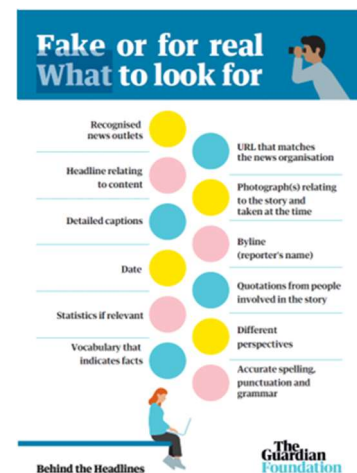 Fake or for real
What to look for
Recognised
news outlets
URL that matches
the news organisation
Headline relating
to content
Photograph(s) relating
to the story and
taken at the time
Detailed captions
Byline
(reporter's name)
Date
Quotations from people
involved in the story
Statistics if relevant
Different
perspectives
Vocabulary that
indicates facts
Accurate spelling,
punctuation and
grammar
Behind the Headlines
The
Guardian
Foundation